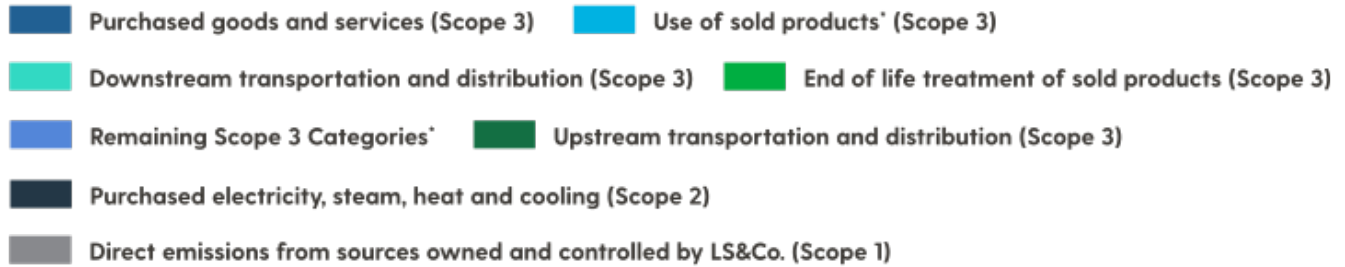 Purchased goods and services (Scope 3) Use of sold products* (Scope 3)
Downstream transportation and distribution (Scope 3) End of life treatment of sold products (Scope 3)
Remaining Scope 3 Categories* Upstream transportation and distribution (Scope 3)
Purchased electricity, steam, heat and cooling (Scope 2)
Direct emissions from sources owned and controlled by LS&Co. (Scope 1)